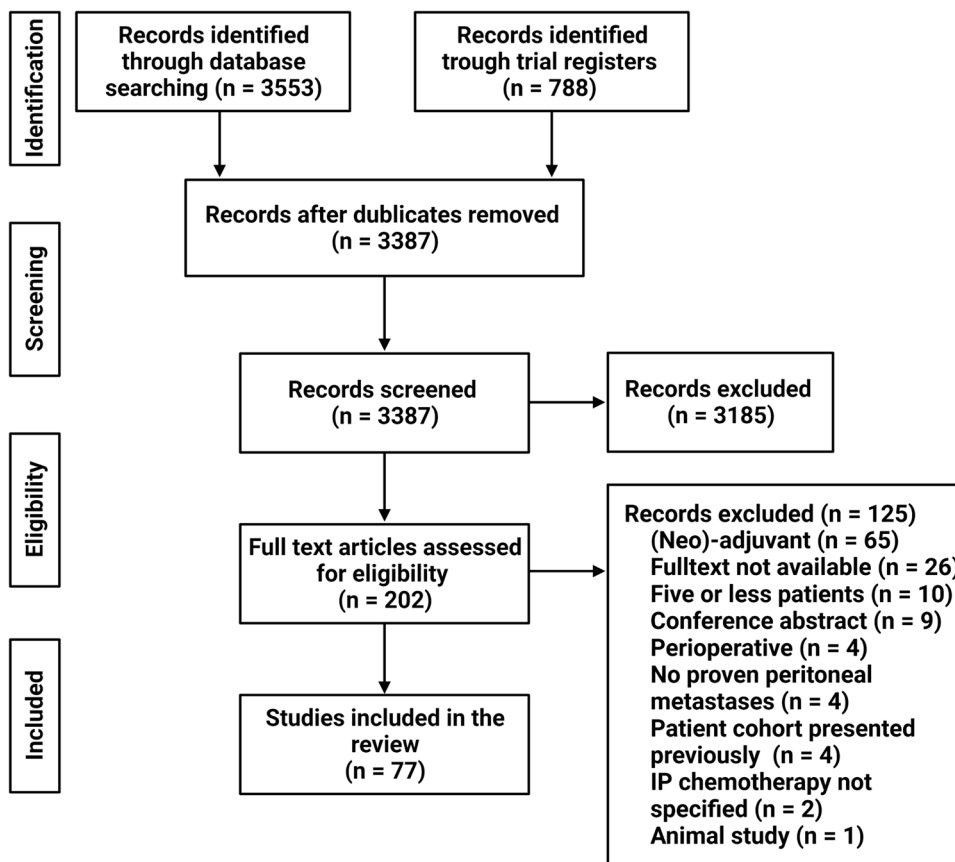 Identification
Records identified
through database
searching (n = 3553)
Records identified
trough trial registers
(n = 788)
Records after dublicates removed
(n = 3387)
Screening
Records screened
(n = 3387)
Records excluded
(n = 3185)
Eligibility
Full text articles assessed
for eligibility
(n = 202)
Records excluded (n = 125)
(Neo)-adjuvant (n = 65)
Fulltext not available (n = 26)
Five or less patients (n = 10)
Conference abstract (n = 9)
Perioperative (n = 4)
No proven peritoneal
metastases (n = 4)
Patient cohort presented
previously (n = 4)
IP chemotherapy not
specified (n = 2)
Animal study (n = 1)
Included
Studies included in the
review
(n = 77)